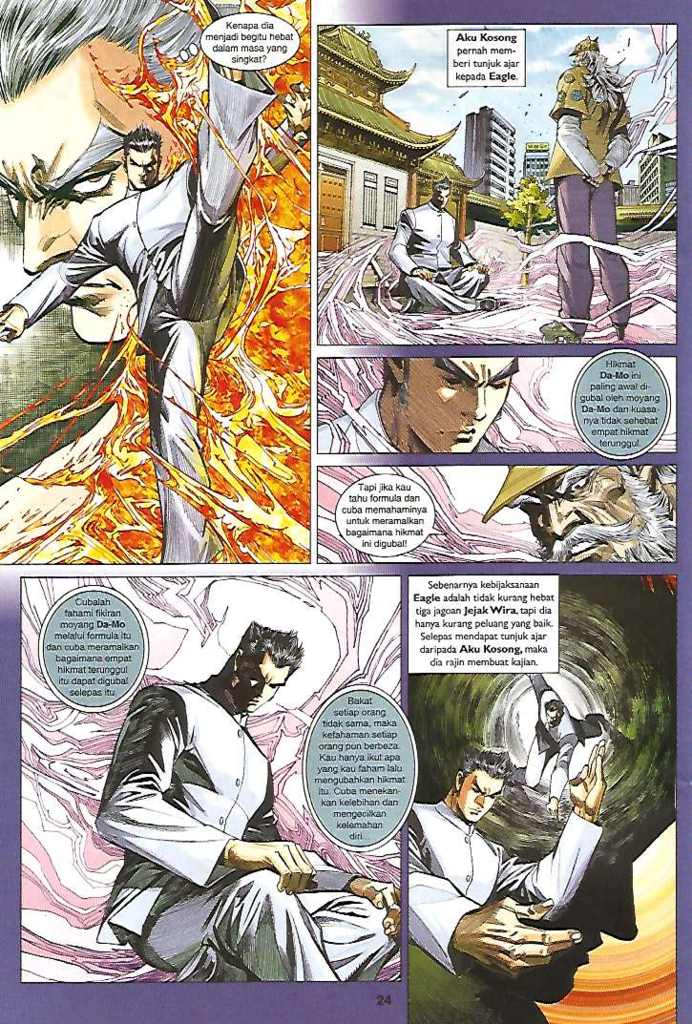 Kenapa dia
menjadi begitu hebat
dalam masa yang
singkat?
Aku Kosong
pernah mem-
beri tunjuk ajar
kepada Eagle.
Hikmat
Da-Mo ini
paling awal di-
gubal oleh moyang
Da-Mo dan kuasa-
nya tidak sehebat
empat hikmat
terunggul.
Tapi jika kau
tahu formula dan
cuba memahaminya
untuk meramalkan
bagaimana hikmat
ini digubal!
Cubalah
fahami fikiran
moyang Da-Mo
melalui formula itu
dan cuba meramalkan
bagaimana empat
hikmat terunggul
itu dapat digubal
selepas itu.
Bakat
setiap orang
tidak sama, maka
kefahaman setiap
orang pun berbeza.
Kau hanya ikut apa
yang kau faham lalu
mengubahkan hikmat
itu. Cuba menekan-
kan kelebihan dan
mengecilkan
kelemahan
diri...
Sebenarnya kebijaksanaan
Eagle adalah tidak kurang hebat
tiga jagoan Jejak Wira, tapi dia
hanya kurang peluang yang baik.
Selepas mendapat tunjuk ajar
daripada Aku Kosong, maka
dia rajin membuat kajian.
24